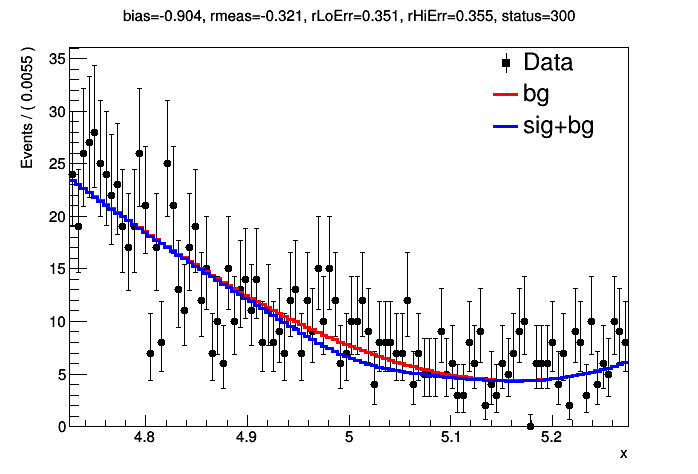 bias=-0.904, rmeas=-0.321, rLoErr=0.351, rHiErr=0.355, status=300
Events / ( 0.0055 )
35
30
25
20
15
10
5
0
Data
bg
sig+bg
4.8
4.9
5
5.1
5.2
x